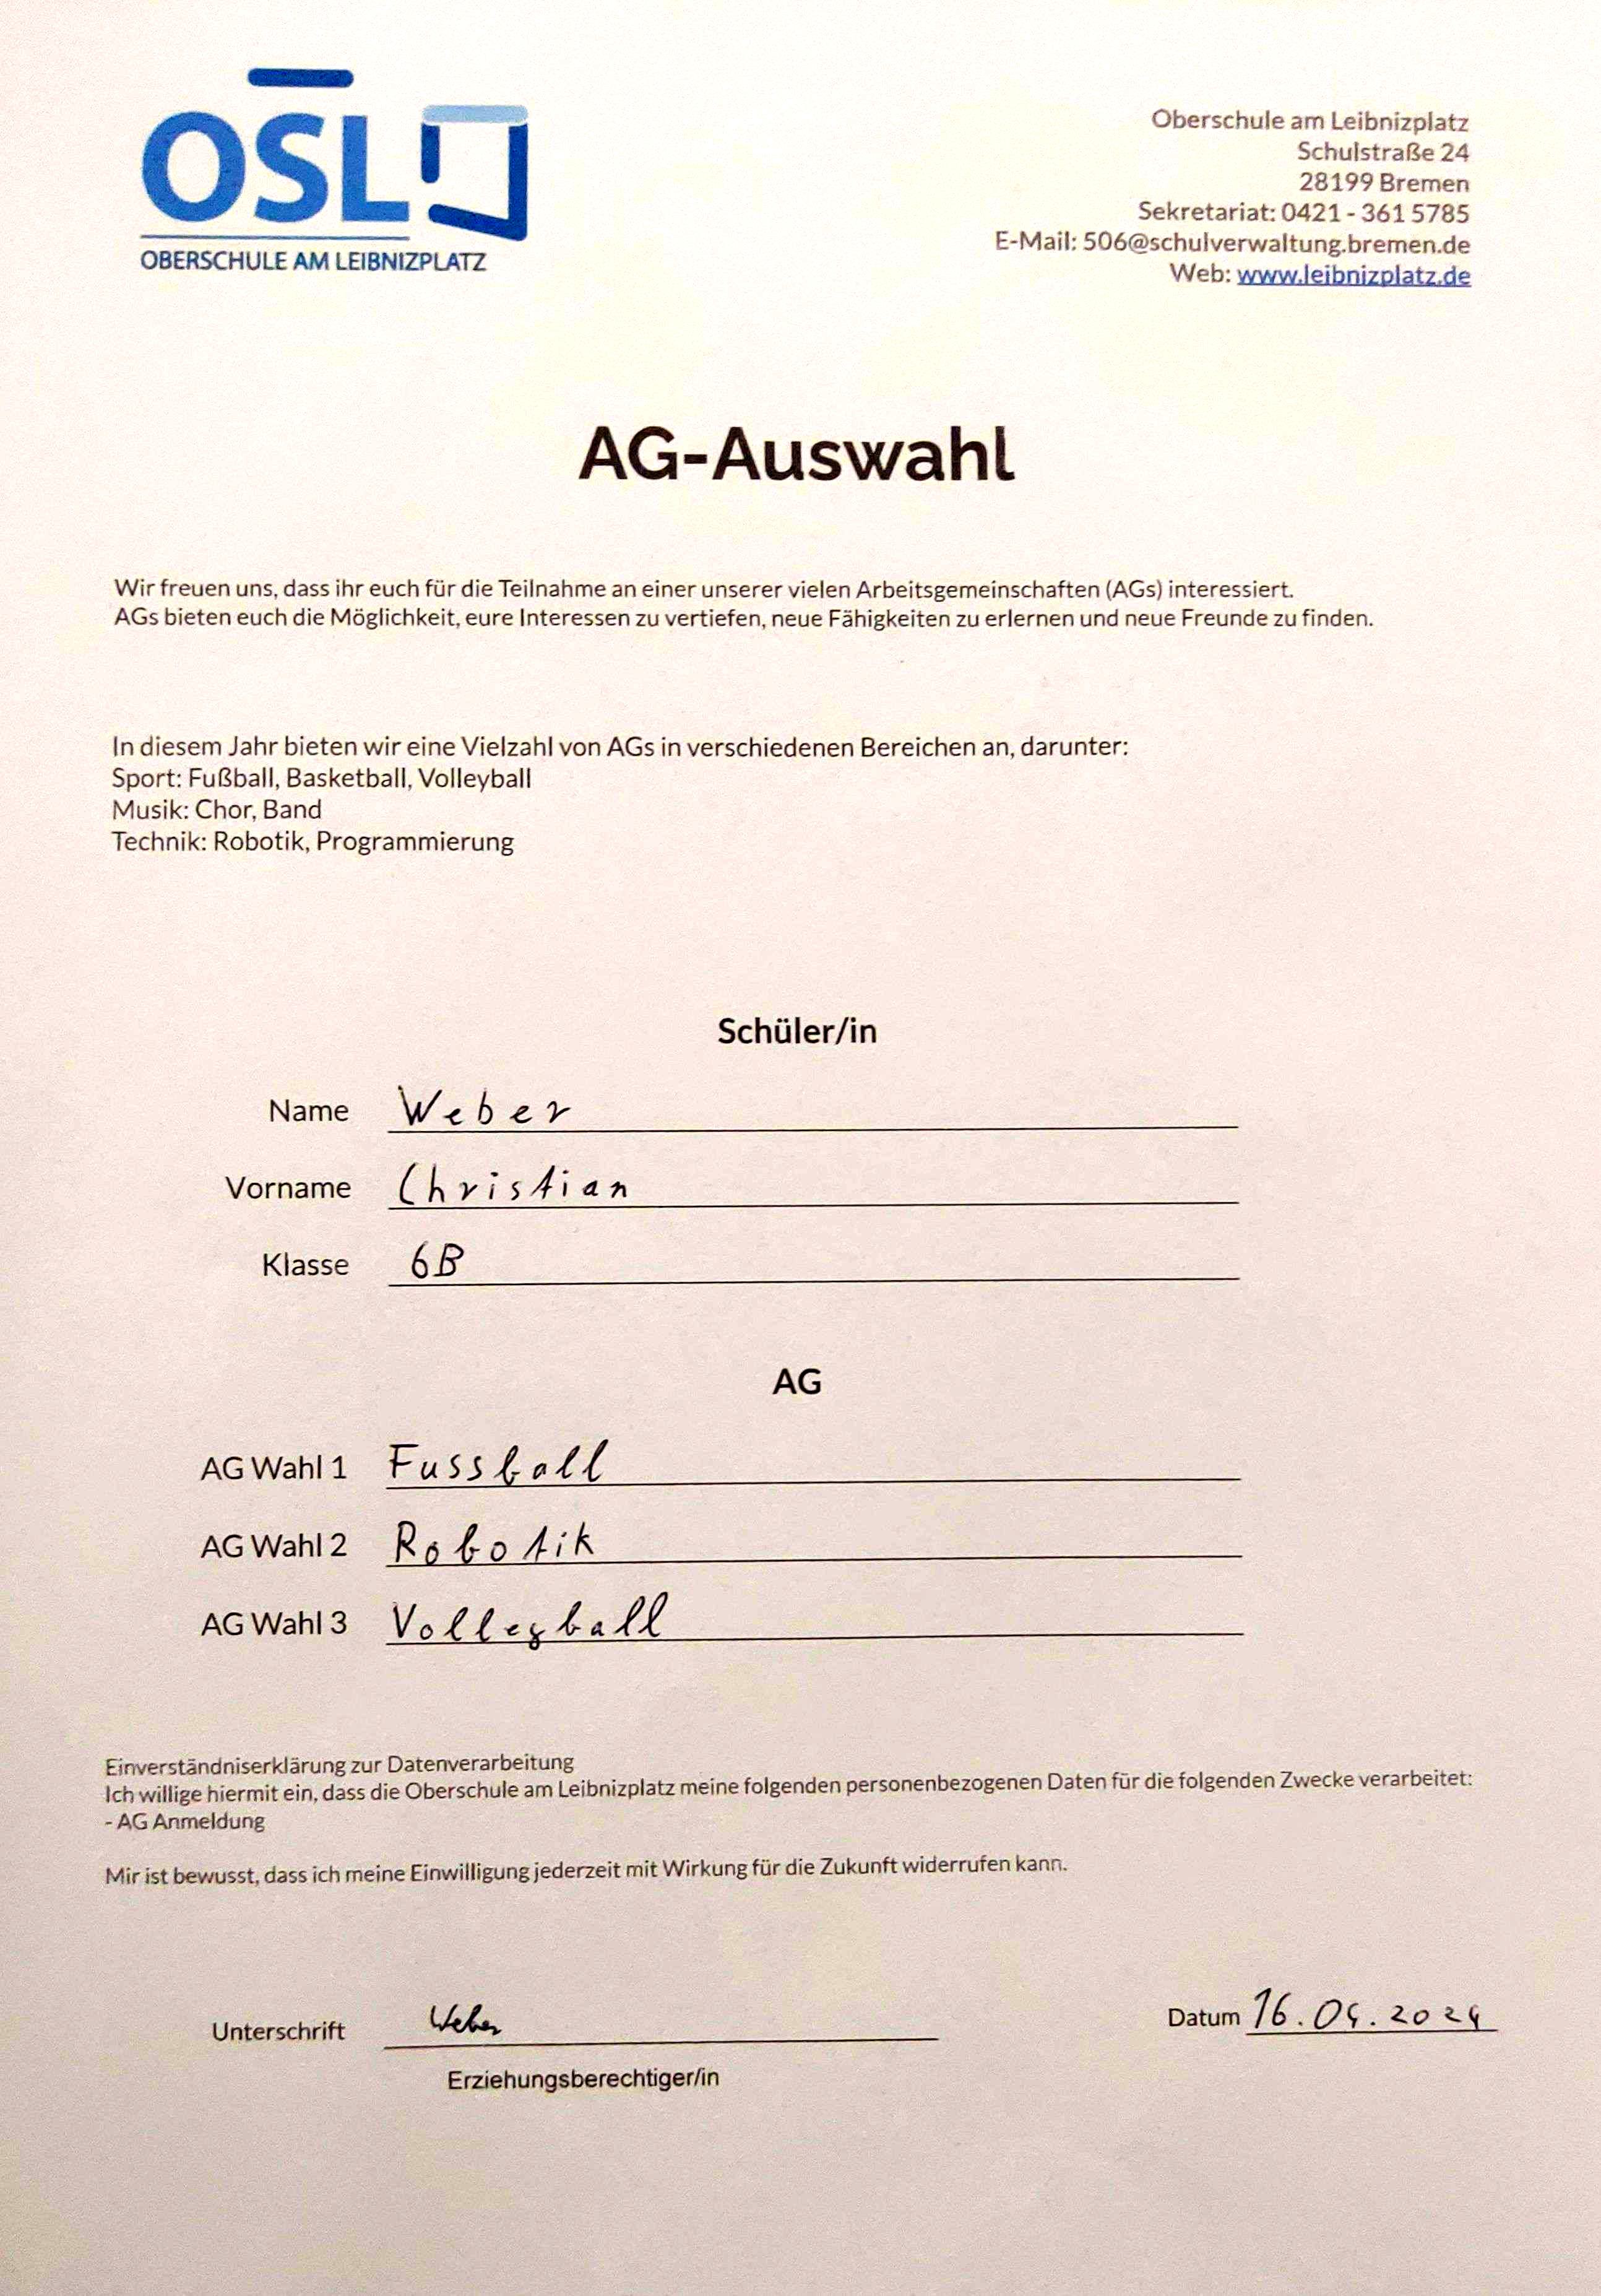 OSL
OBERSCHULE AM LEIBNIZPLATZ
Oberschule am Leibnizplatz
Schulstraße 24
28199 Bremen
Sekretariat: 0421 - 361 5785
E-Mail: 506@schulverwaltung.bremen.de
Web: www.leibnizplatz.de
AG-Auswahl
Wir freuen uns, dass ihr euch für die Teilnahme an einer unserer vielen Arbeitsgemeinschaften (AGs) interessiert.
AGs bieten euch die Möglichkeit, eure Interessen zu vertiefen, neue Fähigkeiten zu erlernen und neue Freunde zu finden.
In diesem Jahr bieten wir eine Vielzahl von AGs in verschiedenen Bereichen an, darunter:
Sport: Fußball, Basketball, Volleyball
Musik: Chor, Band
Technik: Robotik, Programmierung
Schüler/in
Name Weber
Vorname Christian
Klasse 6B
AG
AG Wahl 1 Fussball
AG Wahl 2 Robotik
AG Wahl 3 Volleyball
Einverständniserklärung zur Datenverarbeitung
Ich willige hiermit ein, dass die Oberschule am Leibnizplatz meine folgenden personenbezogenen Daten für die folgenden Zwecke verarbeitet:
- AG Anmeldung
Mir ist bewusst, dass ich meine Einwilligung jederzeit mit Wirkung für die Zukunft widerrufen kann.
Unterschrift Weber Datum 16.04.2024
Erziehungsberechtiger/in